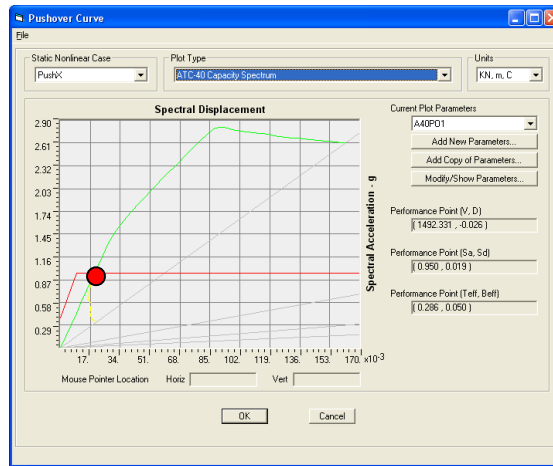 Pushover Curve
File
Static Nonlinear Case
PushX
Plot Type
ATC-40 Capacity Spectrum
Units
KN, m, C
Spectral Displacement
2.90
2.61
2.32
2.03
1.74
1.45
1.16
0.87
0.58
0.29
17. 34. 51. 68. 85. 102. 119. 136. 153. 170. x10-3
Spectral Acceleration - g
Mouse Pointer Location Horiz Vert
Current Plot Parameters
A40PO1
Add New Parameters...
Add Copy of Parameters...
Modify/Show Parameters...
Performance Point (V, D)
( 1492.331 , -0.026 )
Performance Point (Sa, Sd)
( 0.950 , 0.019 )
Performance Point (Teff, Beff)
( 0.286 , 0.050 )
OK Cancel